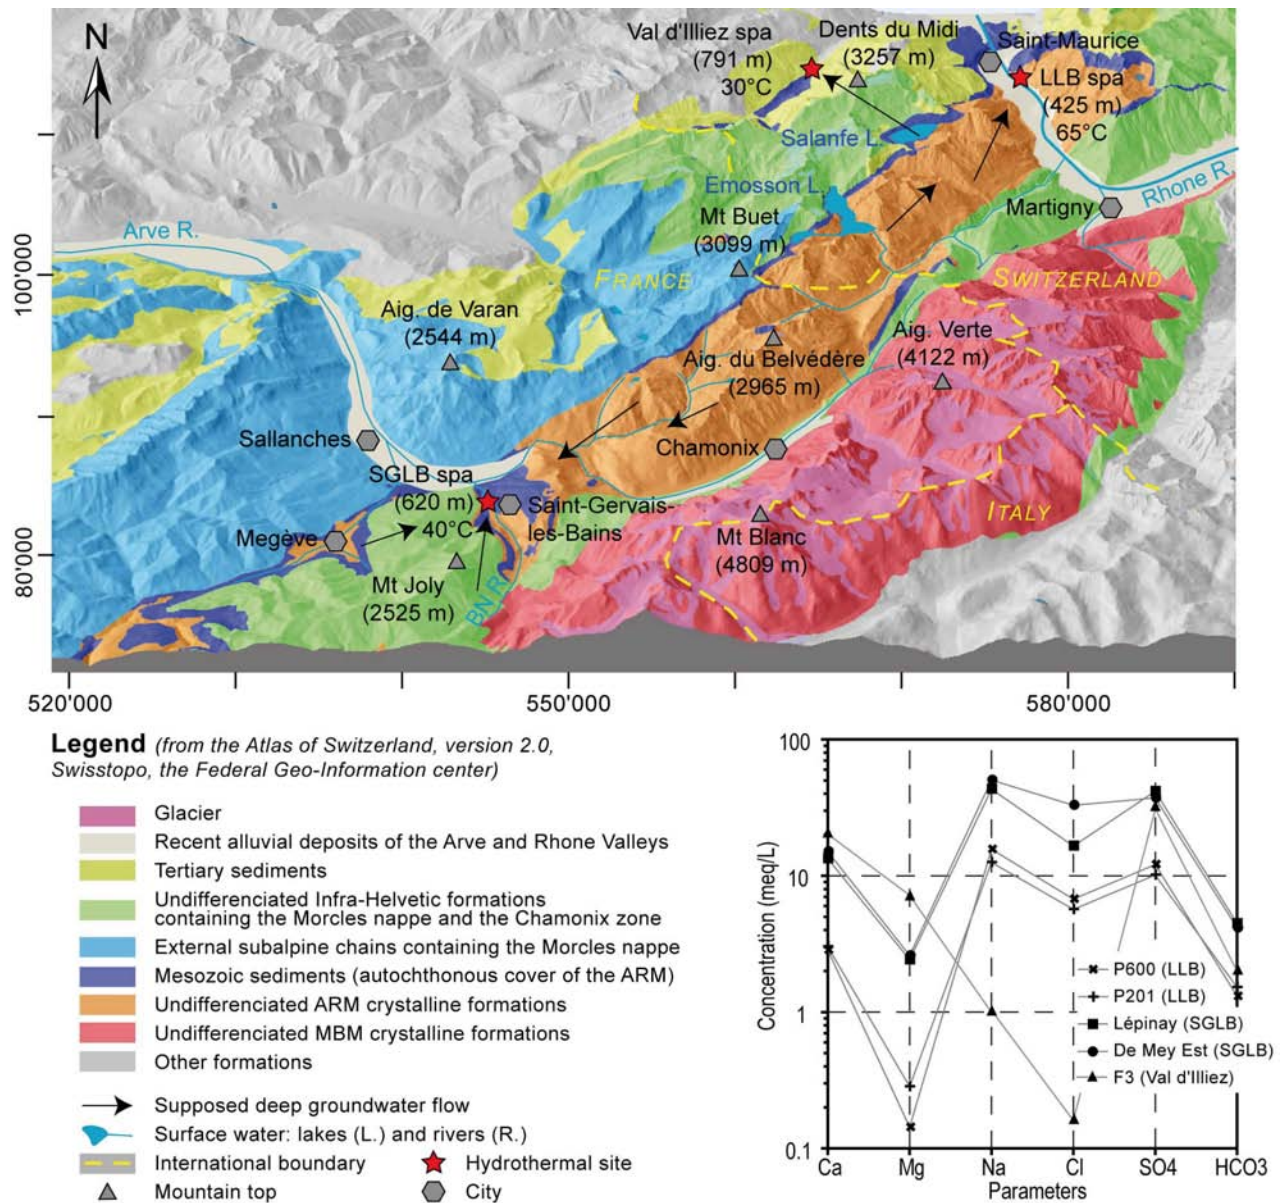 N
Val d'Illiez spa
(791 m)
30°C
Dents du Midi
(3257 m)
Saint-Maurice
LLB spa
(425 m)
65°C
Salanfe L.
Emosson L.
Mt Buet
(3099 m)
Martigny
Rhone R.
Arve R.
FRANCE
SWITZERLAND
Aig. de Varan
(2544 m)
Aig. Verte
(4122 m)
Aig. du Belvédère
(2965 m)
Sallanches
Chamonix
SGLB spa
(620 m)
40°C
Saint-Gervais-
les-Bains
Megève
Mt Joly
(2525 m)
BN R.
Mt Blanc
(4809 m)
ITALY
100'000
80'000
520'000
550'000
580'000
Legend (from the Atlas of Switzerland, version 2.0,
Swisstopo, the Federal Geo-Information center)
Glacier
Recent alluvial deposits of the Arve and Rhone Valleys
Tertiary sediments
Undifferenciated Infra-Helvetic formations
containing the Morcles nappe and the Chamonix zone
External subalpine chains containing the Morcles nappe
Mesozoic sediments (autochthonous cover of the ARM)
Undifferenciated ARM crystalline formations
Undifferenciated MBM crystalline formations
Other formations
Supposed deep groundwater flow
Surface water: lakes (L.) and rivers (R.)
International boundary
Hydrothermal site
Mountain top
City
100
10
1
0.1
Concentration (meq/L)
P600 (LLB)
P201 (LLB)
Lépinay (SGLB)
De Mey Est (SGLB)
F3 (Val d'Illiez)
Ca
Mg
Na
Cl
SO4
HCO3
Parameters